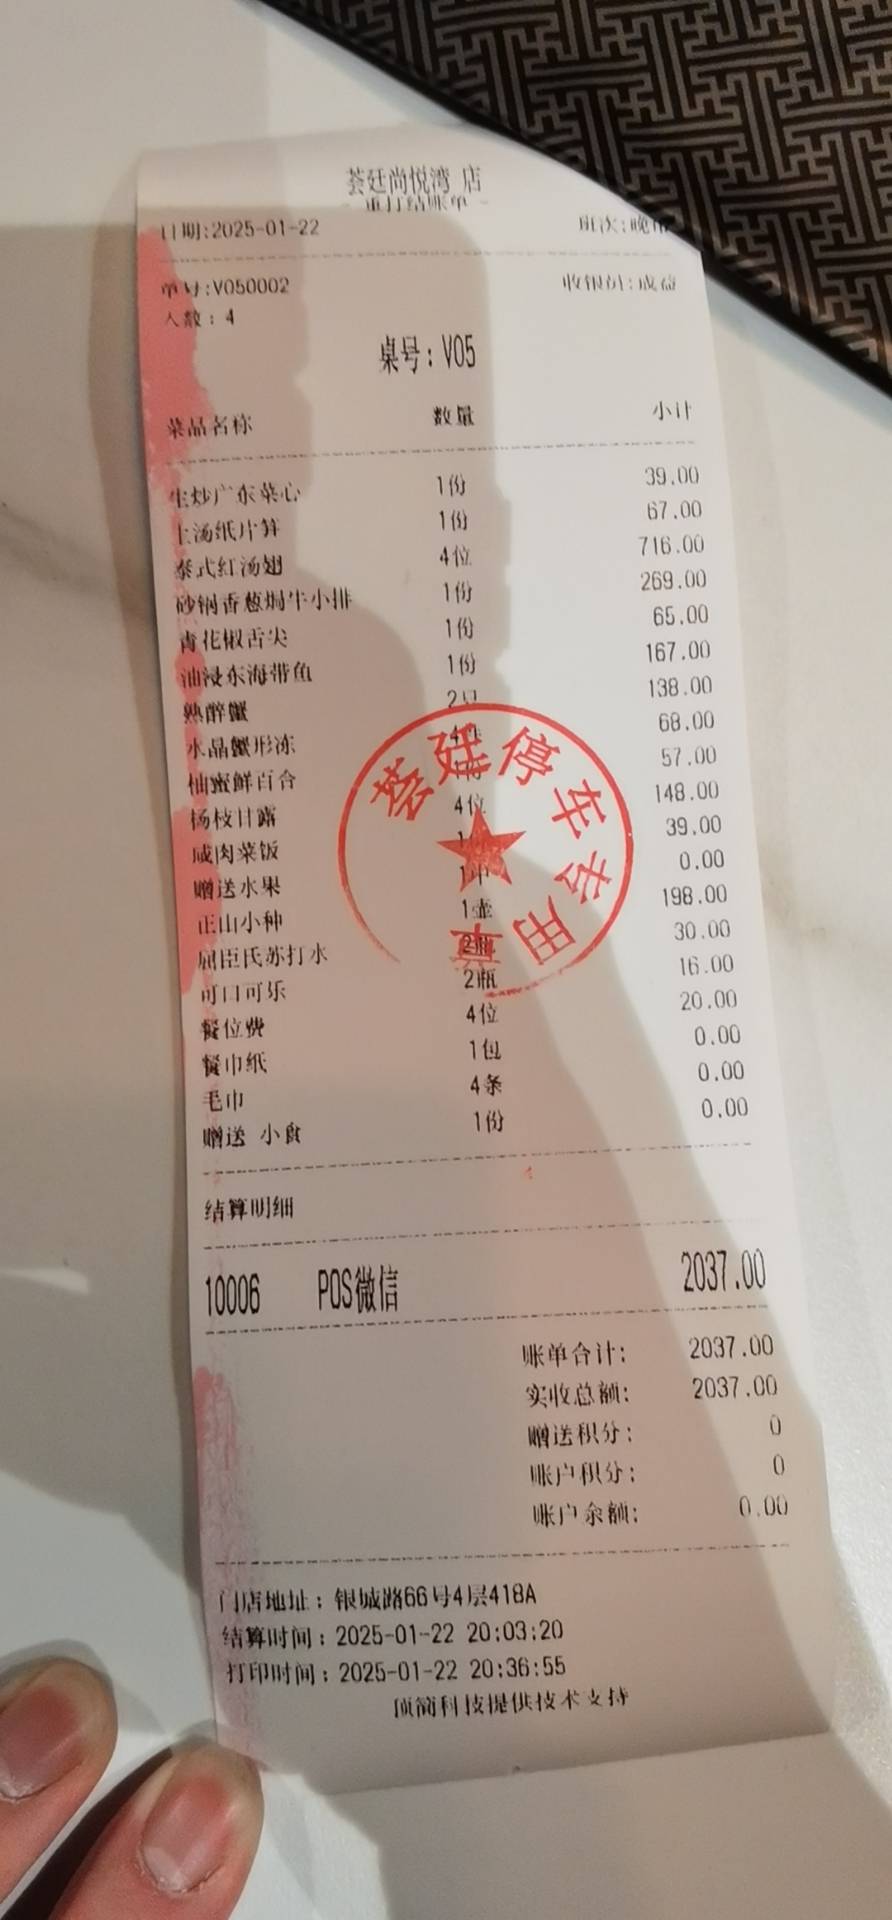 荟廷尚悦湾 店
- 重打结账单 -
日期:2025-01-22 班次:晚市
单号:V050002 收银员:成益
人数: 4
桌号: V05
菜品名称 数量 小计
生炒广东菜心 1份 39.00
上汤纸片笋 1份 67.00
泰式红汤翅 4位 716.00
砂锅香葱焗牛小排 1份 269.00
青花椒舌尖 1份 65.00
油浸东海带鱼 1份 167.00
熟醉蟹 2只 138.00
水晶蟹形冻 68.00
柚蜜鲜百合 1份 57.00
杨枝甘露 4位 148.00
咸肉菜饭 39.00
赠送水果 0.00
正山小种 1壶 198.00
屈臣氏苏打水 2瓶 30.00
可口可乐 2瓶 16.00
餐位费 4位 20.00
餐巾纸 1包 0.00
毛巾 4条 0.00
赠送 小食 1份 0.00
荟廷停车专用章
结算明细
10006 POS微信 2037.00
账单合计: 2037.00
实收总额: 2037.00
赠送积分: 0
账户积分: 0
账户余额: 0.00
门店地址: 银城路66号4层418A
结算时间: 2025-01-22 20:03:20
打印时间: 2025-01-22 20:36:55
顶简科技提供技术支持